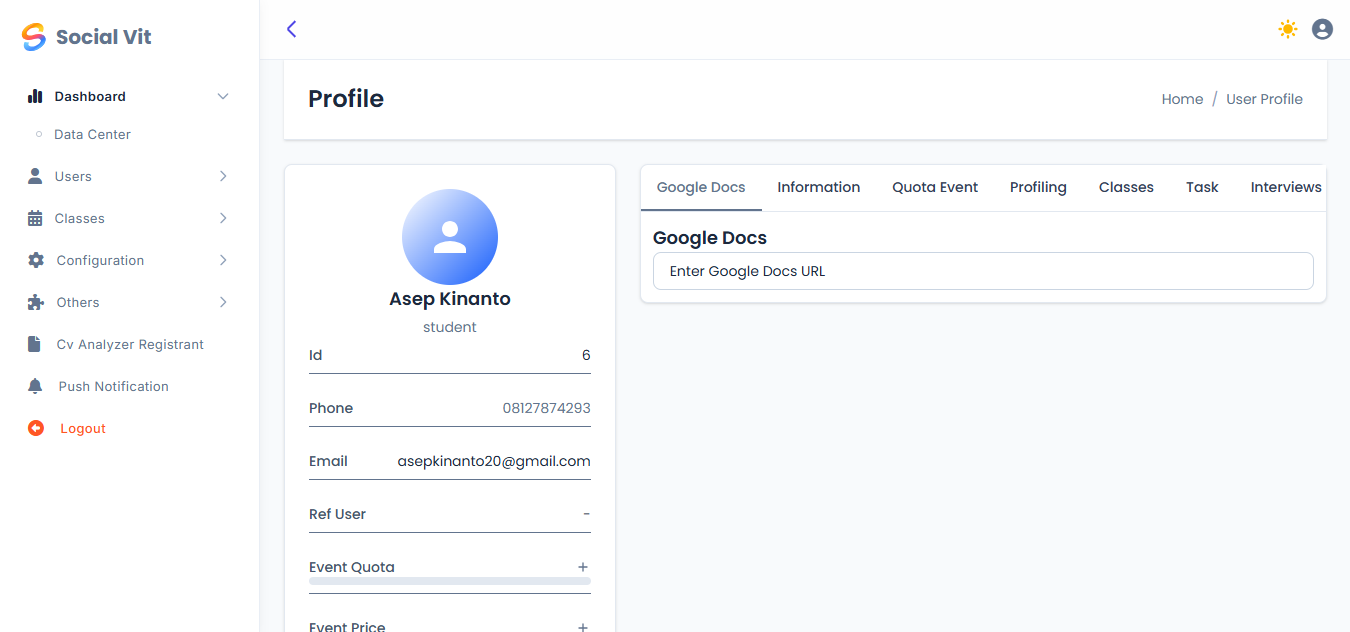 Social Vit
Dashboard
Data Center
Users
Classes
Configuration
Others
Cv Analyzer Registrant
Push Notification
Logout
Profile
Home / User Profile
Asep Kinanto
student
Id 6
Phone 08127874293
Email asepkinanto20@gmail.com
Ref User -
Event Quota +
Event Price +
Google Docs Information Quota Event Profiling Classes Task Interviews
Google Docs
Enter Google Docs URL